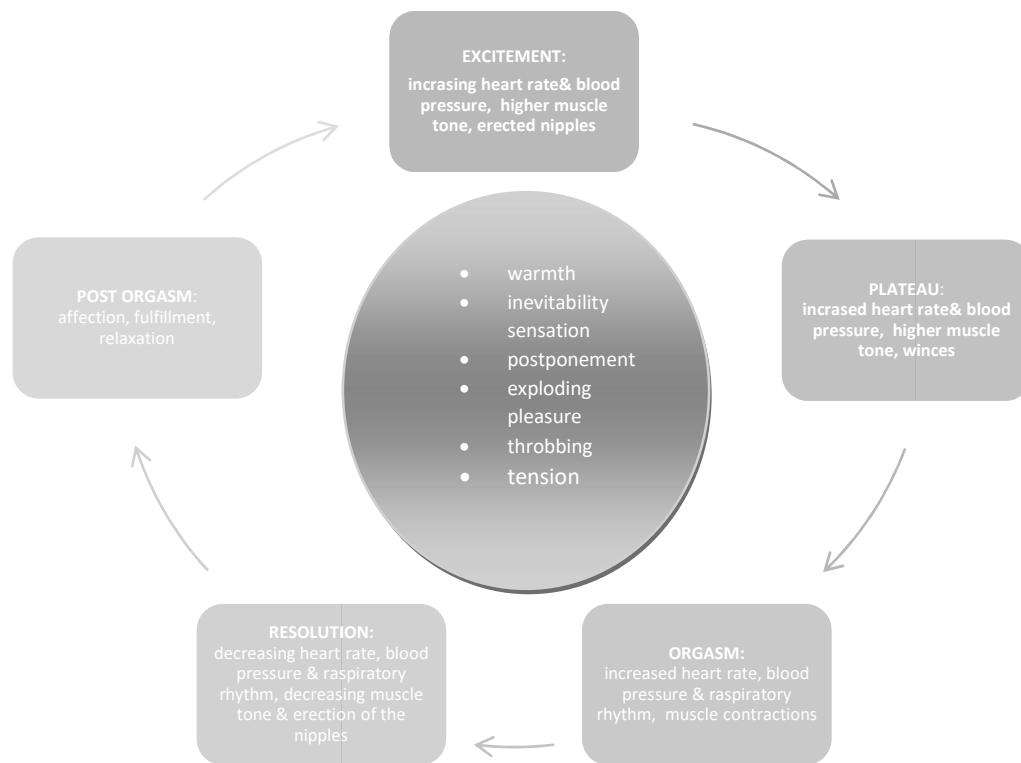 EXCITEMENT:
incrasing heart rate& blood
pressure, higher muscle
tone, erected nipples
PLATEAU:
incrased heart rate& blood
pressure, higher muscle
tone, winces
ORGASM:
increased heart rate, blood
pressure & raspiratory
rhythm, muscle contractions
RESOLUTION:
decreasing heart rate, blood
pressure & raspiratory
rhythm, decreasing muscle
tone & erection of the
nipples
POST ORGASM:
affection, fulfillment,
relaxation
• warmth
• inevitability
sensation
• postponement
• exploding
pleasure
• throbbing
• tension